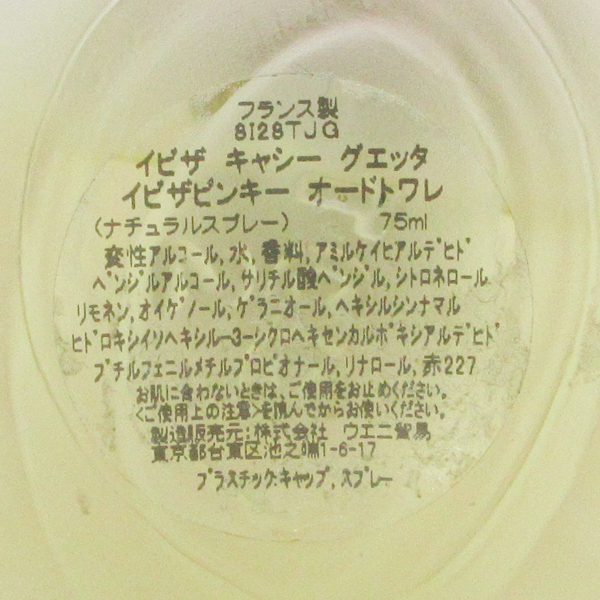 フランス製
8I28TJG
イビザ キャシー グエッタ
イビザピンキー オードトワレ
(ナチュラルスプレー) 75ml
変性アルコール,水,香料,アミルケイヒアルデヒド
ベンジルアルコール,サリチル酸ベンジル,シトロネロール
リモネン,オイゲノール,ゲラニオール,ヘキシルシンナマル
ヒドロキシイソヘキシル-3-シクロヘキセンカルボキシアルデヒド
ブチルフェニルメチルプロピオナール,リナロール,赤227
お肌に合わないときは、ご使用をお止めください。
<ご使用上の注意>を読んでからお使いください。
製造販売元:株式会社 ウエニ貿易
東京都台東区池之端1-6-17
プラスチック:キャップ,スプレー